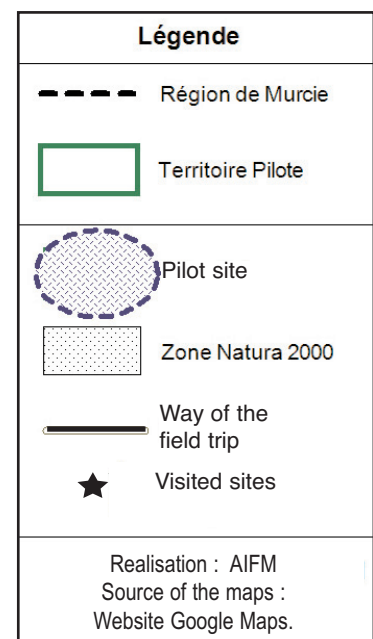 Légende
Région de Murcie
Territoire Pilote
Pilot site
Zone Natura 2000
Way of the
field trip
Visited sites
Realisation : AIFM
Source of the maps :
Website Google Maps.